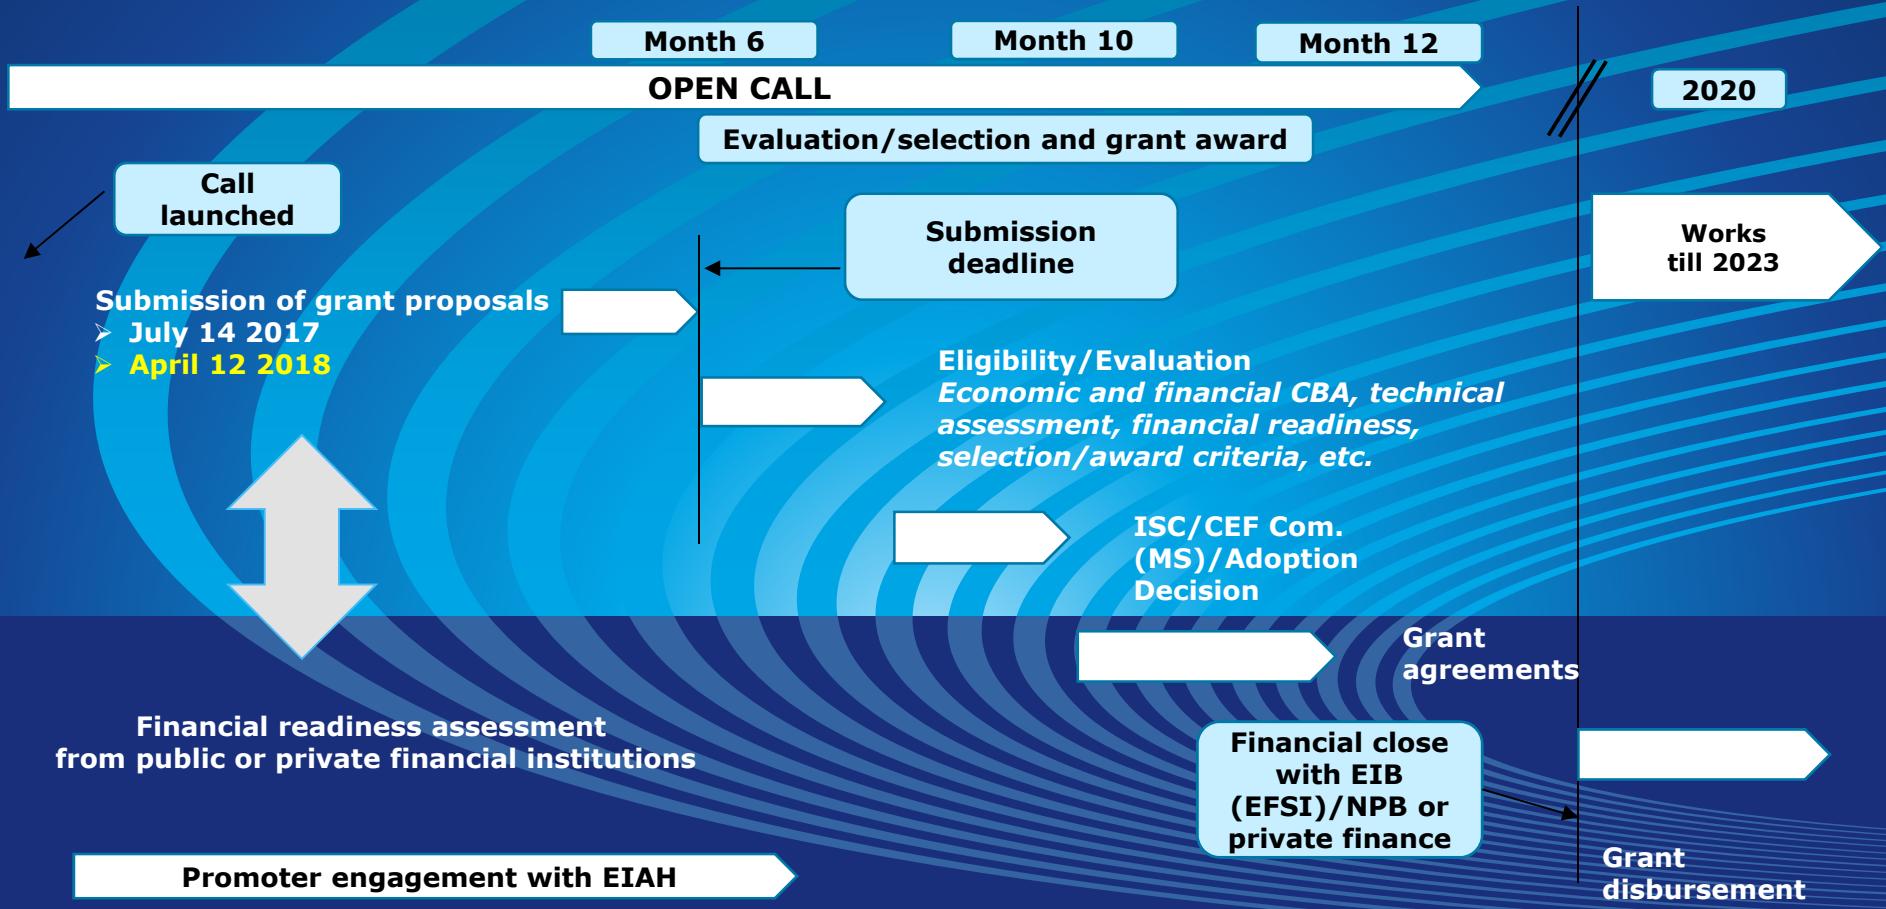 Month 6
Month 10
Month 12
OPEN CALL
2020
Evaluation/selection and grant award
Call
launched
Submission
deadline
Works
till 2023
Submission of grant proposals
➢ July 14 2017
➢ April 12 2018
Eligibility/Evaluation
Economic and financial CBA, technical
assessment, financial readiness,
selection/award criteria, etc.
ISC/CEF Com.
(MS)/Adoption
Decision
Grant
agreements
Financial readiness assessment
from public or private financial institutions
Financial close
with EIB
(EFSI)/NPB or
private finance
Promoter engagement with EIAH
Grant
disbursement